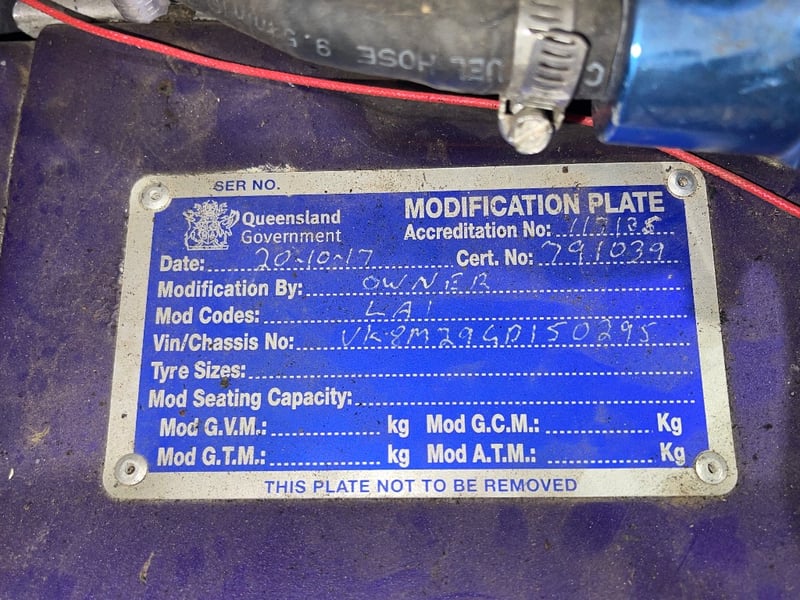 9.5mm
FUEL HOSE
SER NO.
Queensland Government
MODIFICATION PLATE
Accreditation No:
Date: 20-10-17
Cert. No: 791039
Modification By: OWNER
Mod Codes: LA1
Vin/Chassis No: VK8M29GD150295
Tyre Sizes:
Mod Seating Capacity:
Mod G.V.M.: kg Mod G.C.M.: Kg
Mod G.T.M.: kg Mod A.T.M.: Kg
THIS PLATE NOT TO BE REMOVED